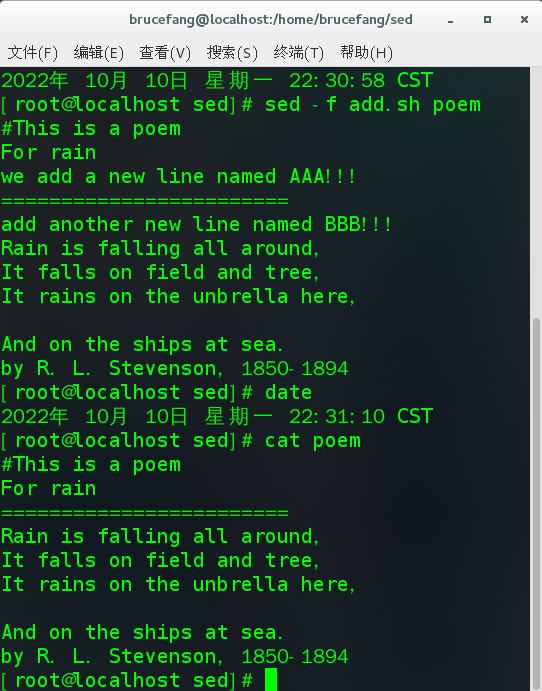 brucefang@localhost:/home/brucefang/sed
文件(F) 编辑(E) 查看(V) 搜索(S) 终端(T) 帮助(H)
2022年 10月 10日 星期一 22:30:58 CST
[root@localhost sed]# sed -f add.sh poem
#This is a poem
For rain
we add a new line named AAA!!!
========================
add another new line named BBB!!!
Rain is falling all around,
It falls on field and tree,
It rains on the unbrella here,

And on the ships at sea.
by R. L. Stevenson, 1850-1894
[root@localhost sed]# date
2022年 10月 10日 星期一 22:31:10 CST
[root@localhost sed]# cat poem
#This is a poem
For rain
========================
Rain is falling all around,
It falls on field and tree,
It rains on the unbrella here,

And on the ships at sea.
by R. L. Stevenson, 1850-1894
[root@localhost sed]#